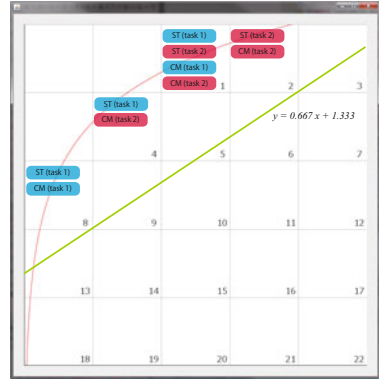 ST (task 1) ST (task 2)
ST (task 2) CM (task 2)
CM (task 1)
CM (task 2) 1 2 3
ST (task 1)
CM (task 2)
y = 0.667 x + 1.333
4 5 6 7
ST (task 1)
CM (task 1)
8 9 10 11 12
13 14 15 16 17
18 19 20 21 22